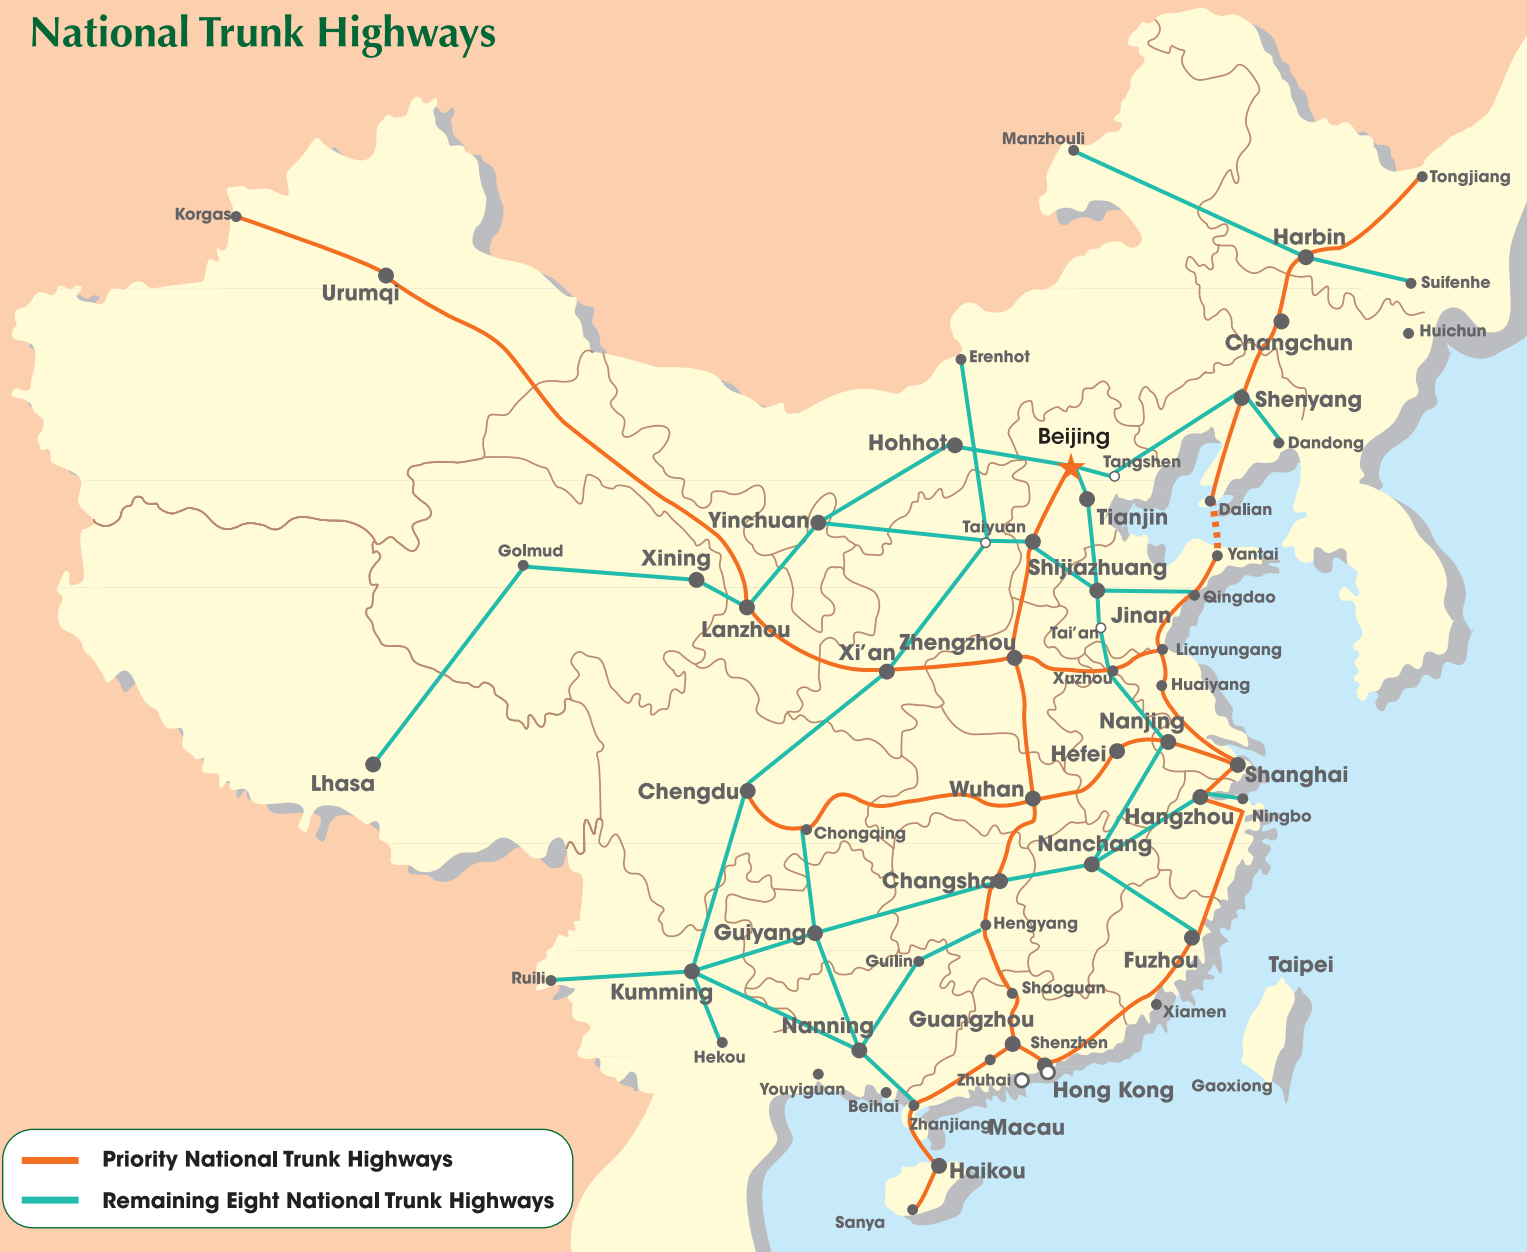 National Trunk Highways
Manzhouli
Tongjiang
Korgas
Harbin
Urumqi
Suifenhe
Huichun
Changchun
Erenhot
Shenyang
Hohhot
Beijing
Dandong
Tangshen
Dalian
Yinchuan
Taiyuan
Tianjin
Golmud
Xining
Yantai
Shijiazhuang
Qingdao
Jinan
Lanzhou
Tai'an
Zhengzhou
Xi'an
Lianyungang
Xuzhou
Huaiyang
Nanjing
Hefei
Lhasa
Shanghai
Chengdu
Wuhan
Hangzhou
Ningbo
Chongqing
Nanchang
Changsha
Hengyang
Guiyang
Guilin
Fuzhou
Taipei
Ruili
Kumming
Shaoguan
Xiamen
Guangzhou
Nanning
Shenzhen
Hekou
Zhuhai
Youyiguan
Hong Kong
Gaoxiong
Beihai
Zhanjiang
Macau
Haikou
Sanya
Priority National Trunk Highways
Remaining Eight National Trunk Highways